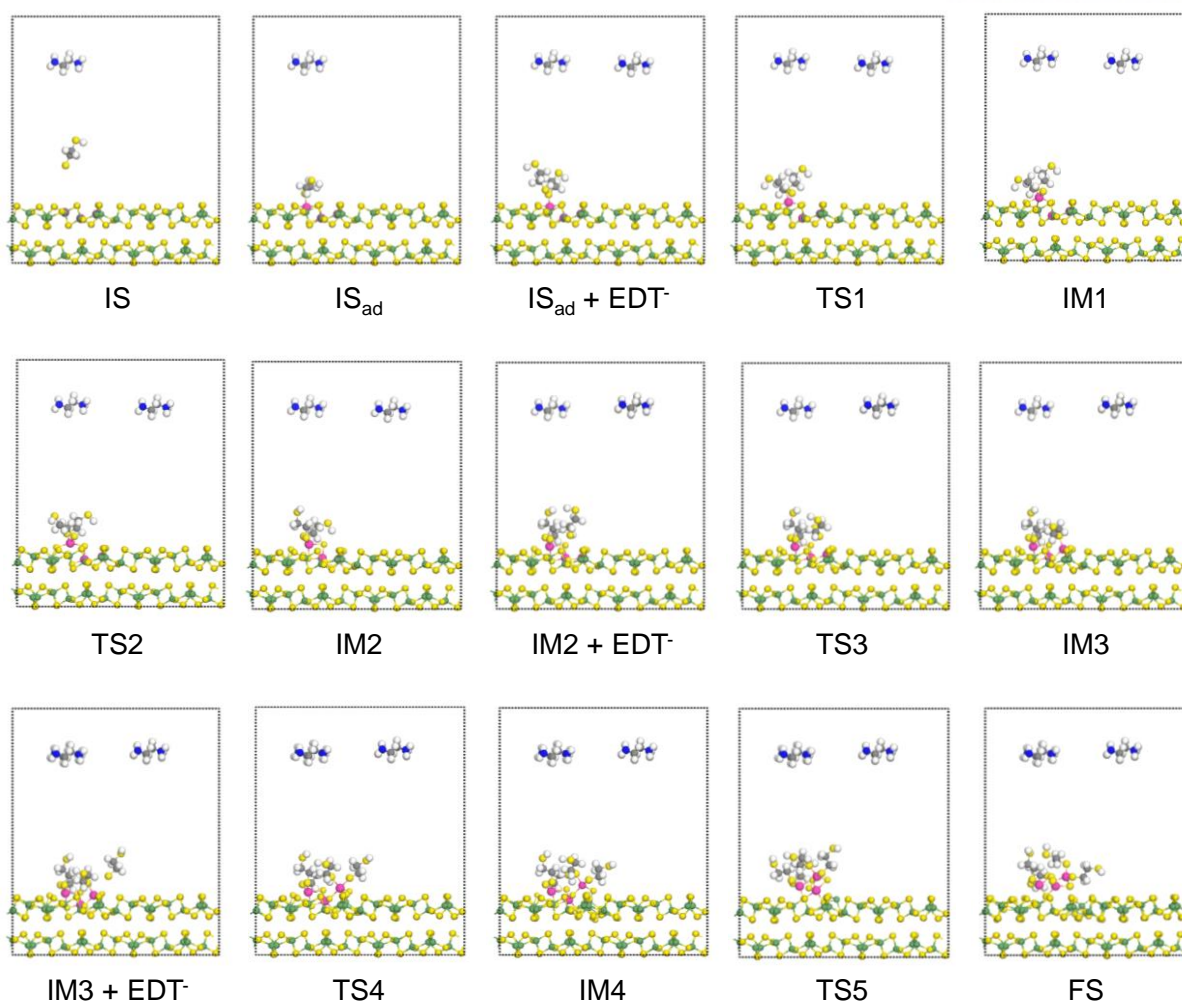 IS
IS_ad
IS_ad + EDT⁻
TS1
IM1
TS2
IM2
IM2 + EDT⁻
TS3
IM3
IM3 + EDT⁻
TS4
IM4
TS5
FS